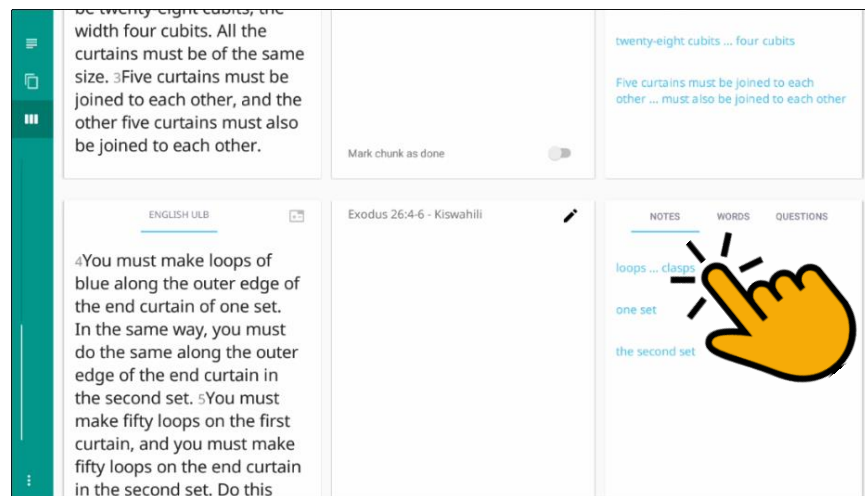 be twenty-eight cubits, the
width four cubits. All the
curtains must be of the same
size. 3Five curtains must be
joined to each other, and the
other five curtains must also
be joined to each other.
Mark chunk as done
twenty-eight cubits ... four cubits
Five curtains must be joined to each
other ... must also be joined to each other
ENGLISH ULB
4You must make loops of
blue along the outer edge of
the end curtain of one set.
In the same way, you must
do the same along the outer
edge of the end curtain in
the second set. 5You must
make fifty loops on the first
curtain, and you must make
fifty loops on the end curtain
in the second set. Do this
Exodus 26:4-6 - Kiswahili
NOTES WORDS QUESTIONS
loops ... clasps
one set
the second set